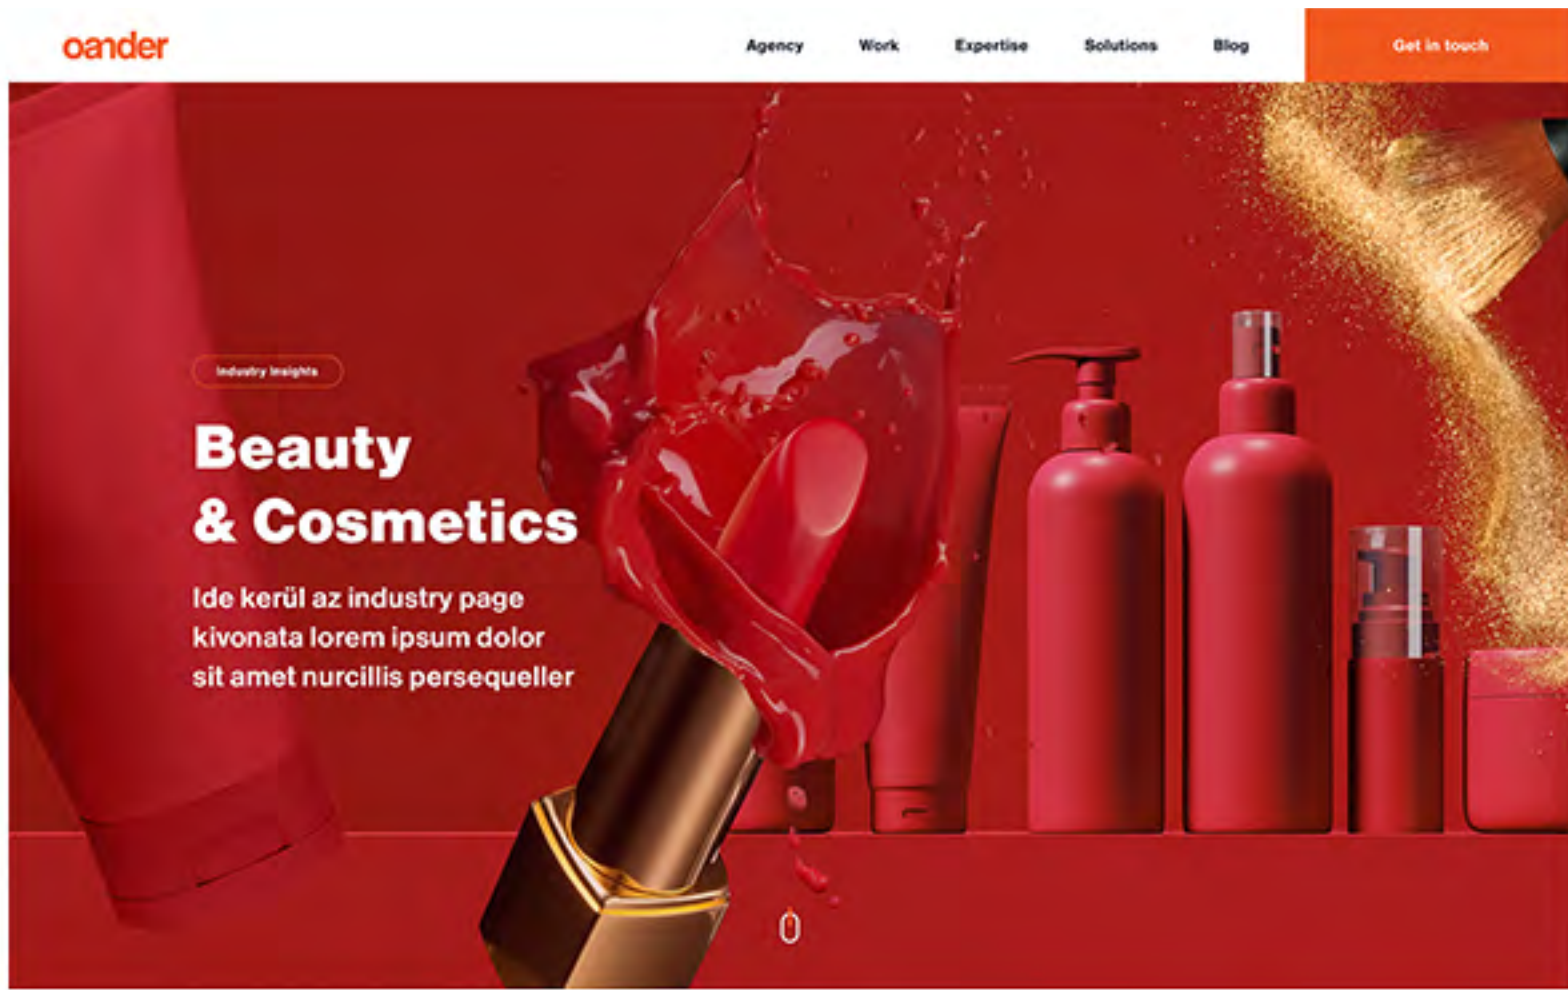 oander
Agency Work Expertise Solutions Blog Get in touch
Industry Insights
Beauty
& Cosmetics
Ide kerül az industry page
kivonata lorem ipsum dolor
sit amet nurcillis persequeller